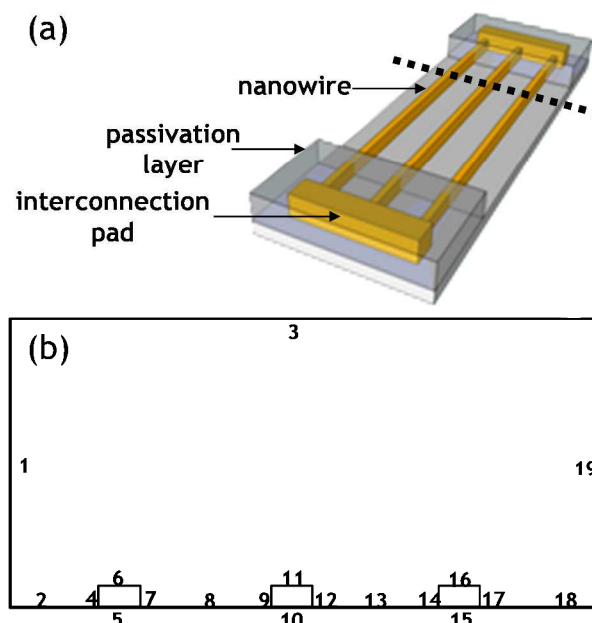 (a)
nanowire
passivation
layer
interconnection
pad
(b)
3
1
19
6 11 16
2 4 7 8 9 12 13 14 17 18
5 10 15